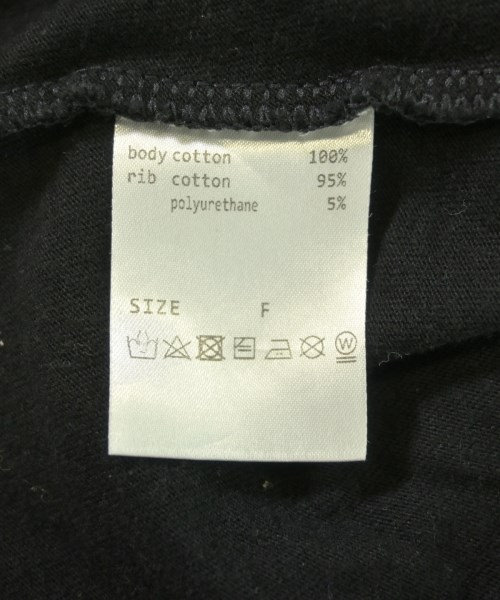 body cotton 100%
rib cotton 95%
polyurethane 5%
SIZE F
W